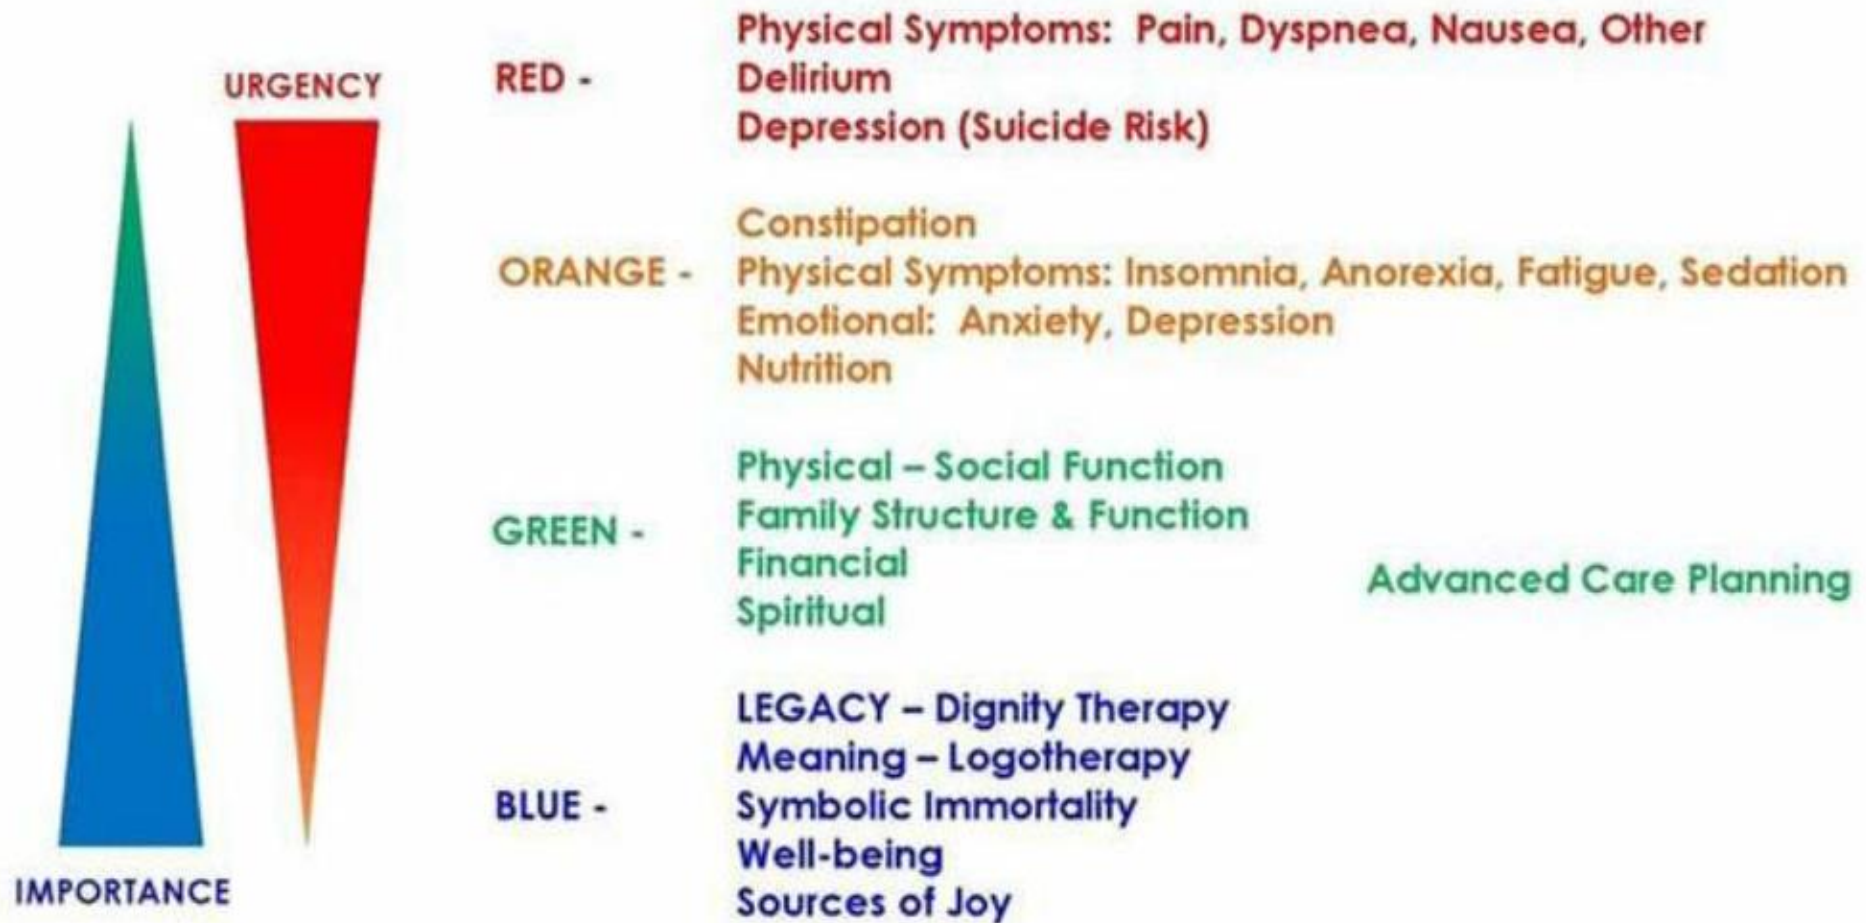 URGENCY
IMPORTANCE
RED - Physical Symptoms: Pain, Dyspnea, Nausea, Other
Delirium
Depression (Suicide Risk)
Constipation
ORANGE - Physical Symptoms: Insomnia, Anorexia, Fatigue, Sedation
Emotional: Anxiety, Depression
Nutrition
GREEN -
Physical – Social Function
Family Structure & Function
Financial
Spiritual
Advanced Care Planning
BLUE -
LEGACY – Dignity Therapy
Meaning – Logotherapy
Symbolic Immortality
Well-being
Sources of Joy